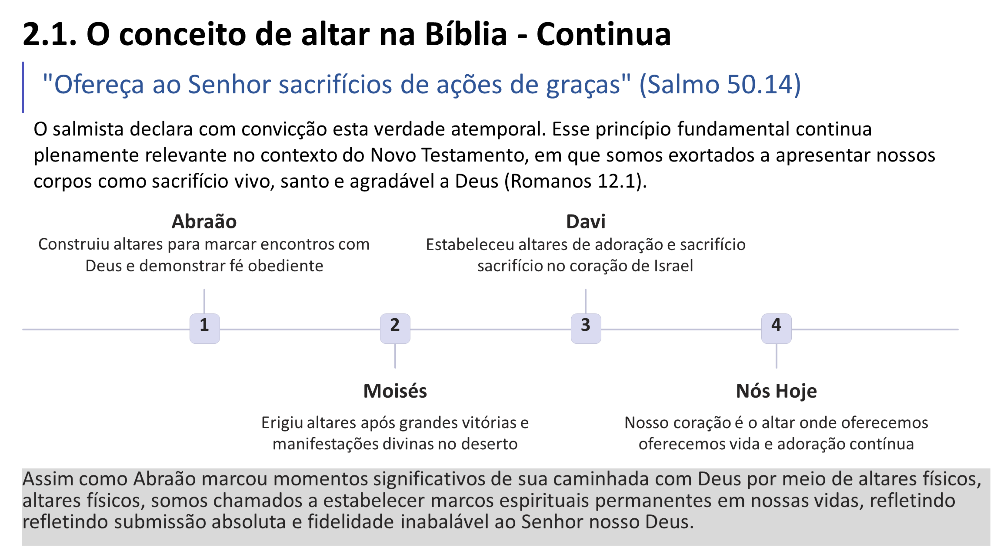 2.1. O conceito de altar na Bíblia - Continua
"Ofereça ao Senhor sacrifícios de ações de graças" (Salmo 50.14)
O salmista declara com convicção esta verdade atemporal. Esse princípio fundamental continua
plenamente relevante no contexto do Novo Testamento, em que somos exortados a apresentar nossos
corpos como sacrifício vivo, santo e agradável a Deus (Romanos 12.1).
Abraão
Construiu altares para marcar encontros com
Deus e demonstrar fé obediente
Davi
Estabeleceu altares de adoração e sacrifício
sacrifício no coração de Israel
1
2
3
4
Moisés
Erigiu altares após grandes vitórias e
manifestações divinas no deserto
Nós Hoje
Nosso coração é o altar onde oferecemos
oferecemos vida e adoração contínua
Assim como Abraão marcou momentos significativos de sua caminhada com Deus por meio de altares físicos,
altares físicos, somos chamados a estabelecer marcos espirituais permanentes em nossas vidas, refletindo
refletindo submissão absoluta e fidelidade inabalável ao Senhor nosso Deus.